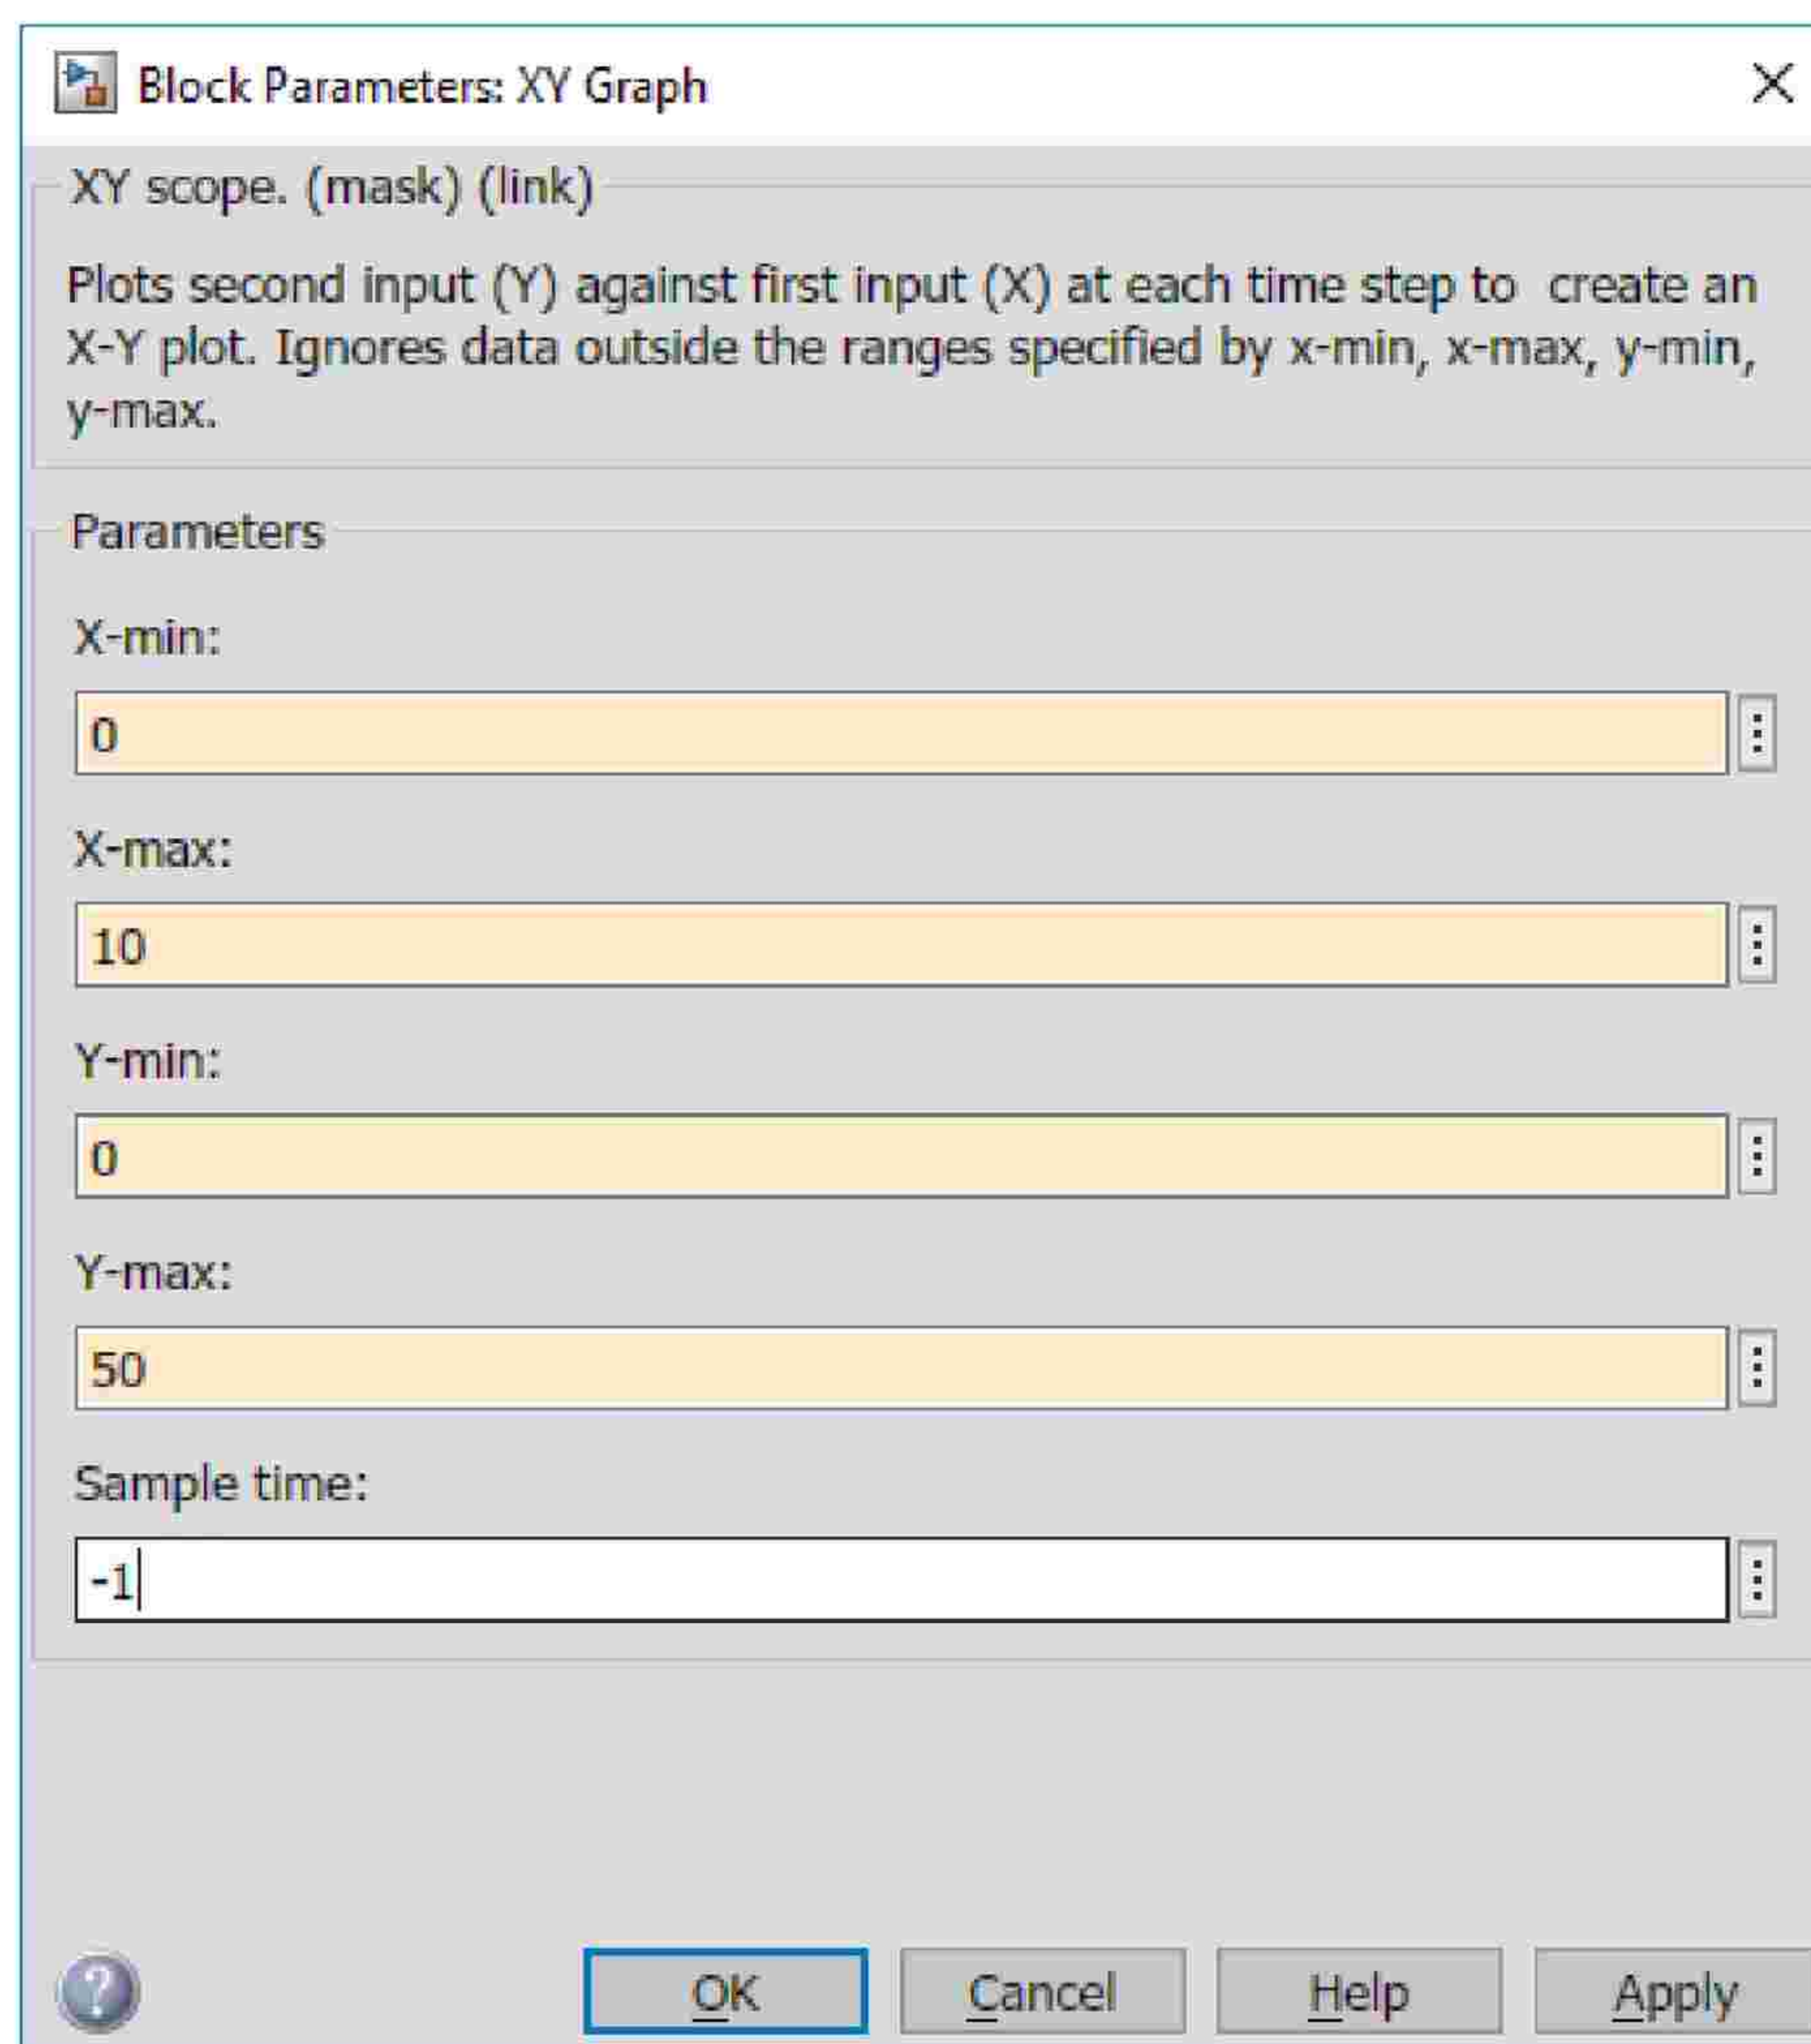 Block Parameters: XY Graph
XY scope. (mask) (link)
Plots second input (Y) against first input (X) at each time step to  create an
X-Y plot. Ignores data outside the ranges specified by x-min, x-max, y-min,
y-max.
Parameters
X-min:
0
X-max:
10
Y-min:
0
Y-max:
50
Sample time:
-1
? OK Cancel Help Apply